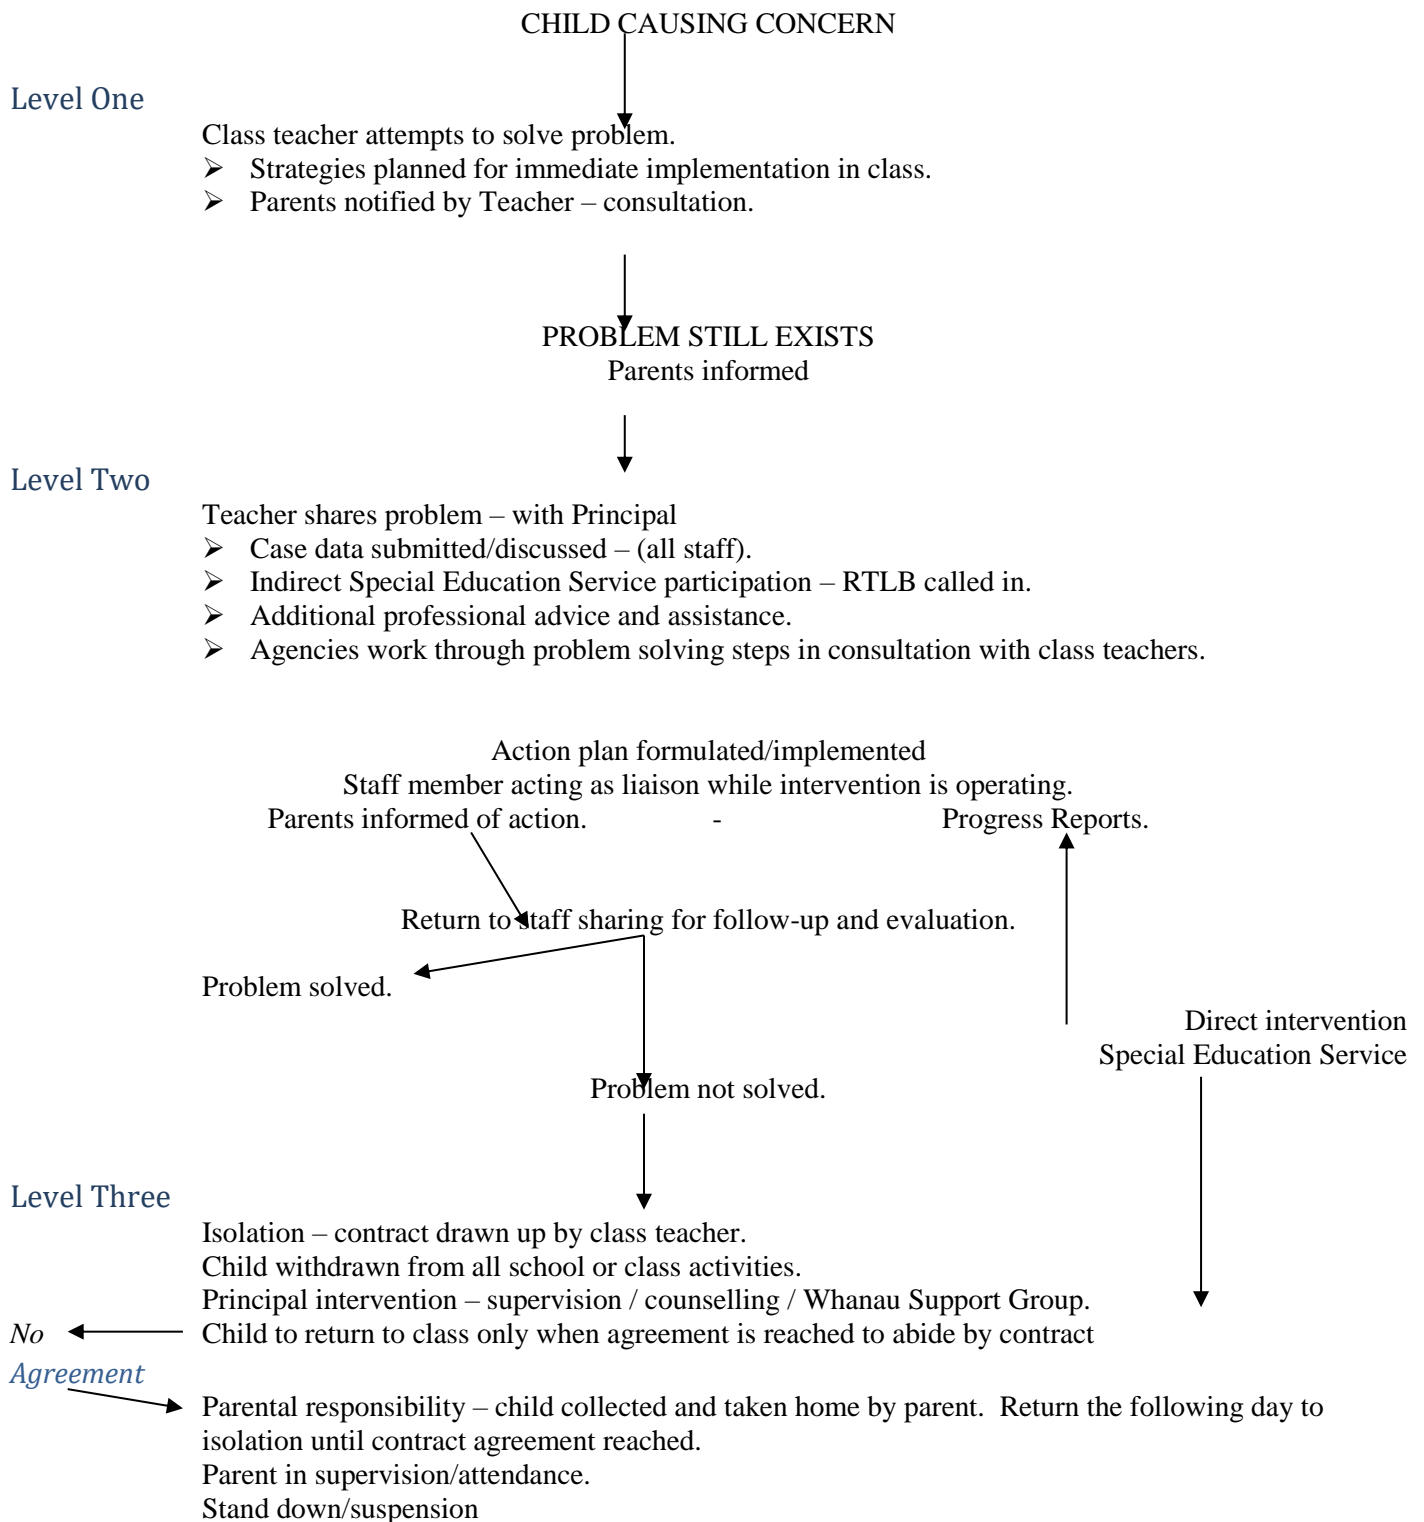 CHILD CAUSING CONCERN
Level One
Class teacher attempts to solve problem.
➢ Strategies planned for immediate implementation in class.
➢ Parents notified by Teacher – consultation.
PROBLEM STILL EXISTS
Parents informed
Level Two
Teacher shares problem – with Principal
➢ Case data submitted/discussed – (all staff).
➢ Indirect Special Education Service participation – RTLB called in.
➢ Additional professional advice and assistance.
➢ Agencies work through problem solving steps in consultation with class teachers.
Action plan formulated/implemented
Staff member acting as liaison while intervention is operating.
Parents informed of action. - Progress Reports.
Return to staff sharing for follow-up and evaluation.
Problem solved.
Direct intervention
Special Education Service
Problem not solved.
Level Three
Isolation – contract drawn up by class teacher.
Child withdrawn from all school or class activities.
Principal intervention – supervision / counselling / Whanau Support Group.
No Child to return to class only when agreement is reached to abide by contract
Agreement
Parental responsibility – child collected and taken home by parent. Return the following day to
isolation until contract agreement reached.
Parent in supervision/attendance.
Stand down/suspension